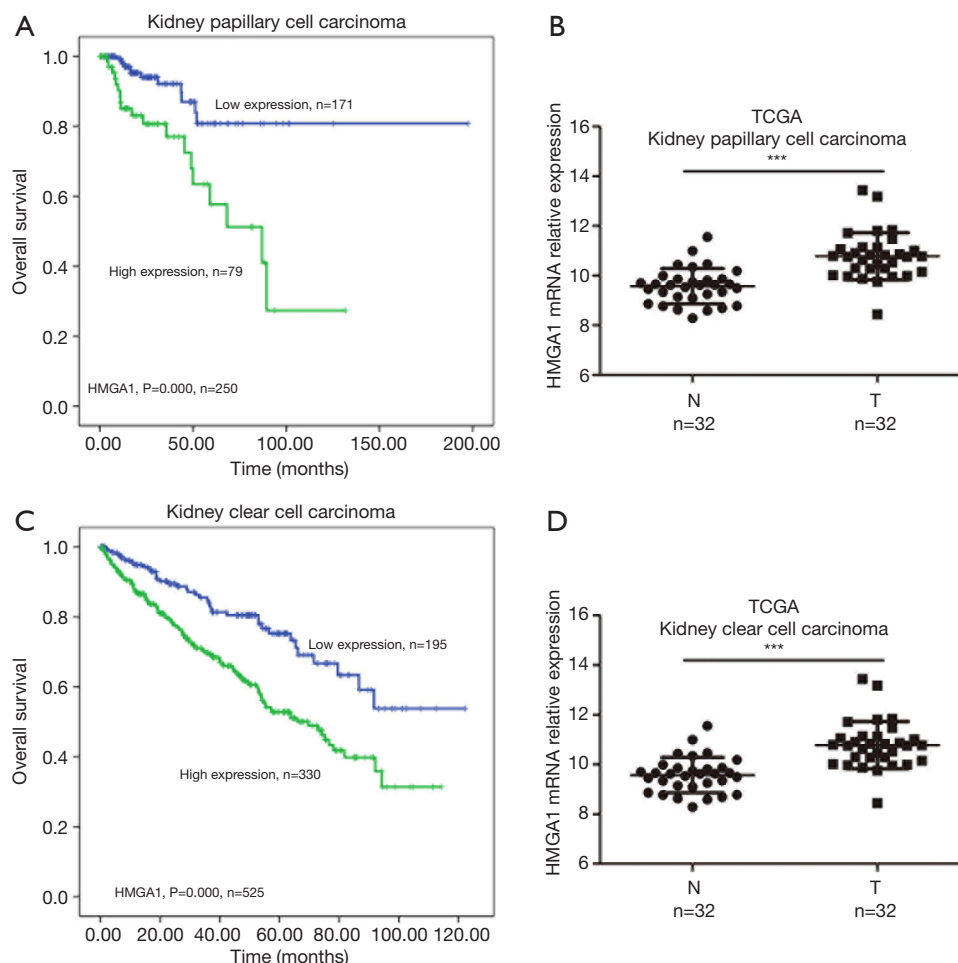 A
Kidney papillary cell carcinoma
Overall survival
1.0
0.8
0.6
0.4
0.2
0.0
Low expression, n=171
High expression, n=79
HMGA1, P=0.000, n=250
0.00 50.00 100.00 150.00 200.00
Time (months)
B
TCGA
Kidney papillary cell carcinoma
***
HMGA1 mRNA relative expression
16
14
12
10
8
6
N T
n=32 n=32
C
Kidney clear cell carcinoma
Overall survival
1.0
0.8
0.6
0.4
0.2
0.0
Low expression, n=195
High expression, n=330
HMGA1, P=0.000, n=525
0.00 20.00 40.00 60.00 80.00 100.00 120.00
Time (months)
D
TCGA
Kidney clear cell carcinoma
***
HMGA1 mRNA relative expression
16
14
12
10
8
6
N T
n=32 n=32